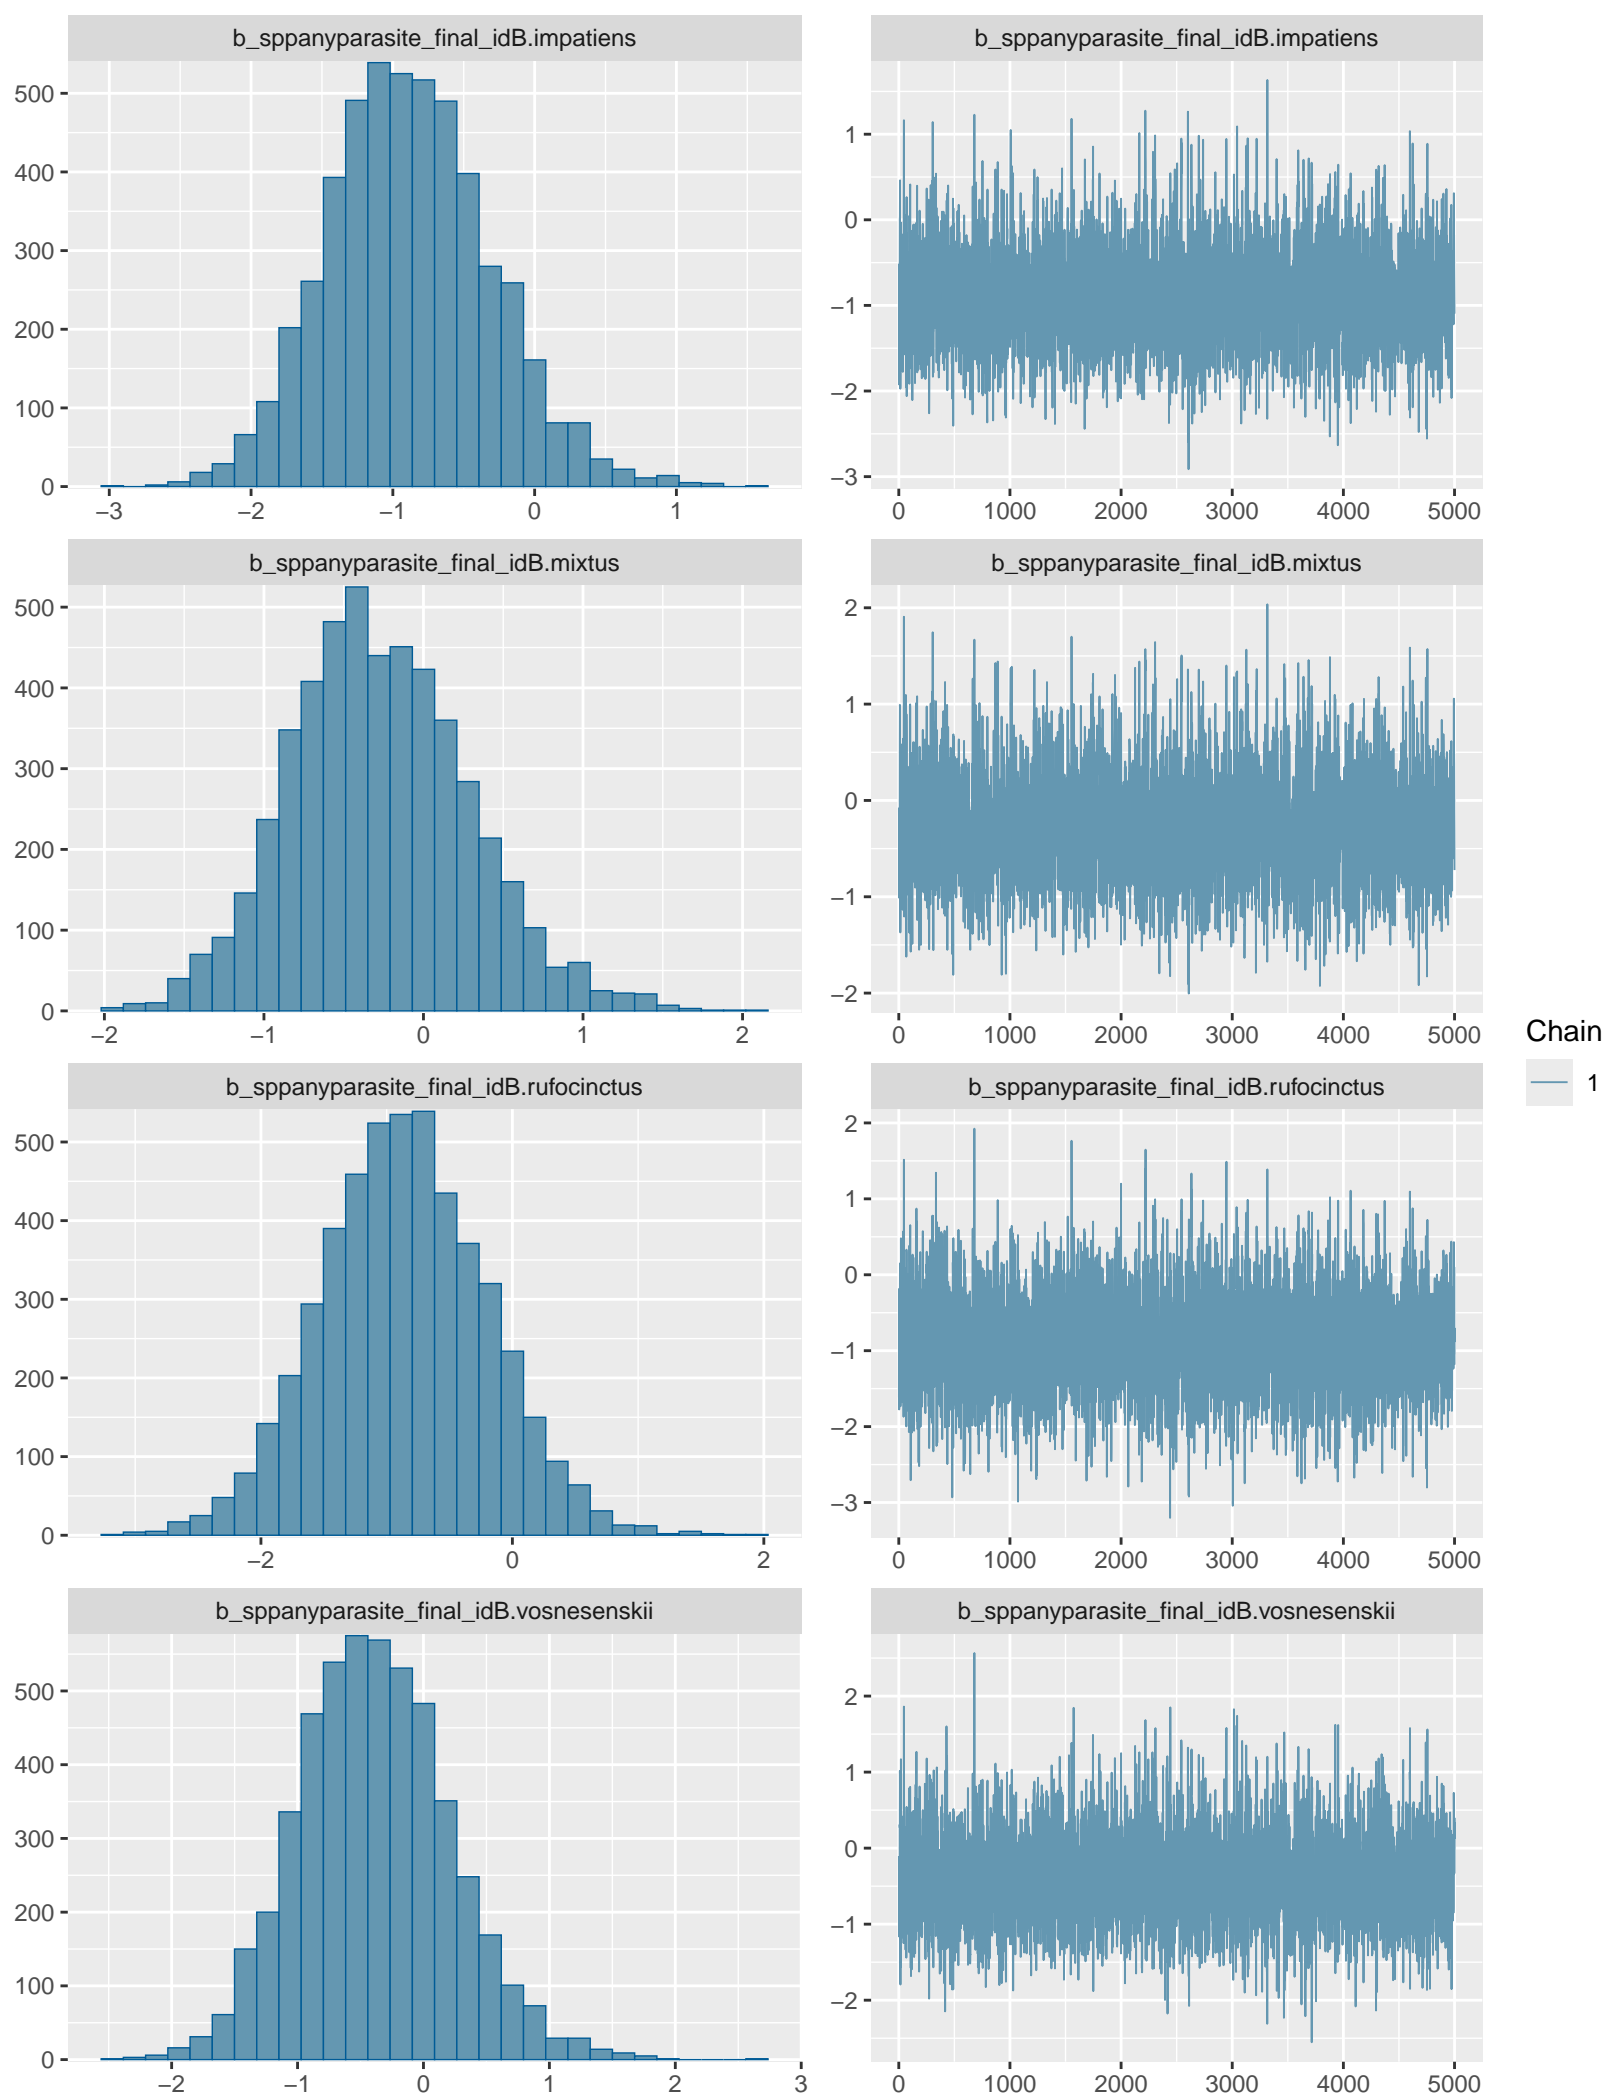 b_sppanyparasite_final_idB.impatiens
b_sppanyparasite_final_idB.impatiens
500
400
300
200
100
0
−3 −2 −1 0 1
1
0
−1
−2
−3
0 1000 2000 3000 4000 5000
b_sppanyparasite_final_idB.mixtus
b_sppanyparasite_final_idB.mixtus
500
400
300
200
100
0
−2 −1 0 1 2
2
1
0
−1
−2
0 1000 2000 3000 4000 5000
Chain
1
b_sppanyparasite_final_idB.rufocinctus
b_sppanyparasite_final_idB.rufocinctus
500
400
300
200
100
0
−2 0 2
2
1
0
−1
−2
−3
0 1000 2000 3000 4000 5000
b_sppanyparasite_final_idB.vosnesenskii
b_sppanyparasite_final_idB.vosnesenskii
500
400
300
200
100
0
−2 −1 0 1 2 3
2
1
0
−1
−2
0 1000 2000 3000 4000 5000